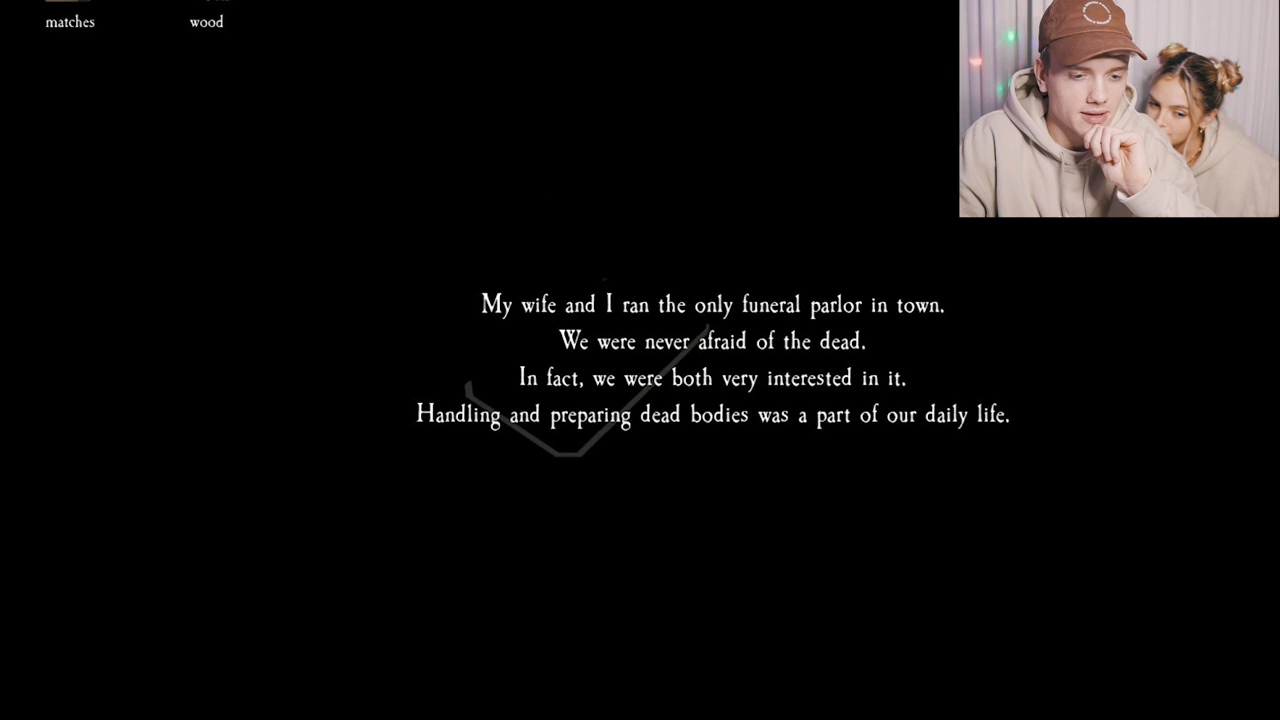 matches
wood
My wife and I ran the only funeral parlor in town.
We were never afraid of the dead.
In fact, we were both very interested in it.
Handling and preparing dead bodies was a part of our daily life.